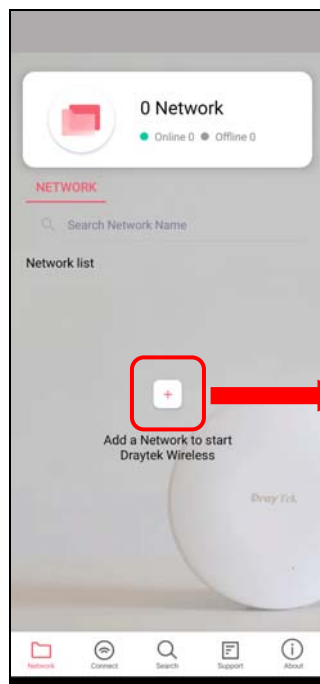 0 Network
Online 0 Offline 0
NETWORK
Search Network Name
Network list
+
Add a Network to start
Draytek Wireless
DrayTek
Network Connect Search Support About